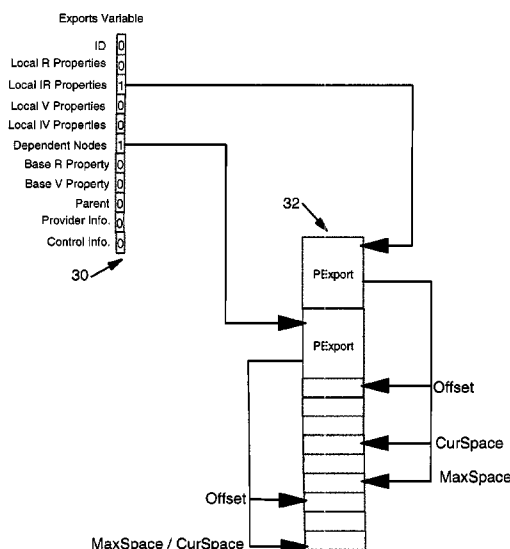 Exports Variable
ID 0
Local R Properties 0
Local IR Properties 1
Local V Properties 0
Local IV Properties 0
Dependent Nodes 1
Base R Property 0
Base V Property 0
Parent 0
Provider Info. 0
Control Info. 0
30
32
PExport
PExport
Offset
CurSpace
MaxSpace
Offset
MaxSpace / CurSpace